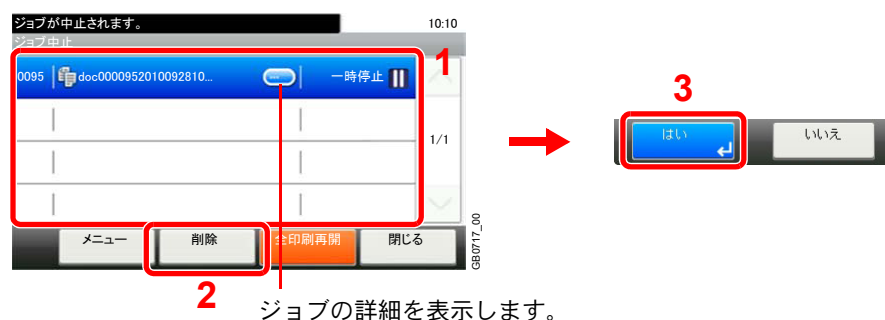 ジョブが中止されます。 10:10
ジョブ中止
1
0095 doc0000952010092810... ... 一時停止
1/1
メニュー 削除 全印刷再開 閉じる
2
ジョブの詳細を表示します。
GB0717_00
3
はい いいえ